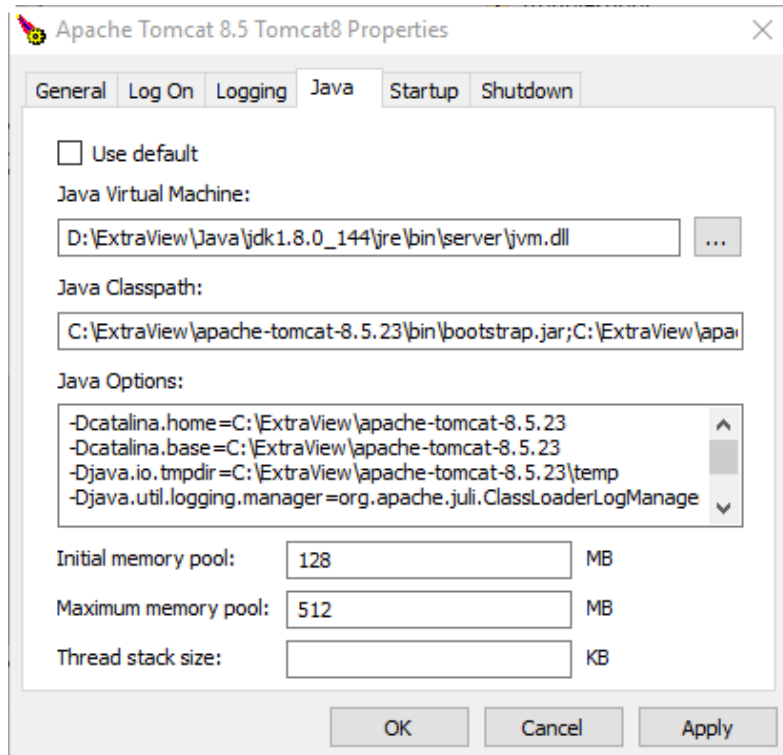 Apache Tomcat 8.5 Tomcat8 Properties
General Log On Logging Java Startup Shutdown
Use default
Java Virtual Machine:
D:\ExtraView\Java\jdk1.8.0_144\jre\bin\server\jvm.dll
...
Java Classpath:
C:\ExtraView\apache-tomcat-8.5.23\bin\bootstrap.jar;C:\ExtraView\apa
Java Options:
-Dcatalina.home=C:\ExtraView\apache-tomcat-8.5.23
-Dcatalina.base=C:\ExtraView\apache-tomcat-8.5.23
-Djava.io.tmpdir=C:\ExtraView\apache-tomcat-8.5.23\temp
-Djava.util.logging.manager=org.apache.juli.ClassLoaderLogManage
Initial memory pool: 128 MB
Maximum memory pool: 512 MB
Thread stack size: KB
OK Cancel Apply